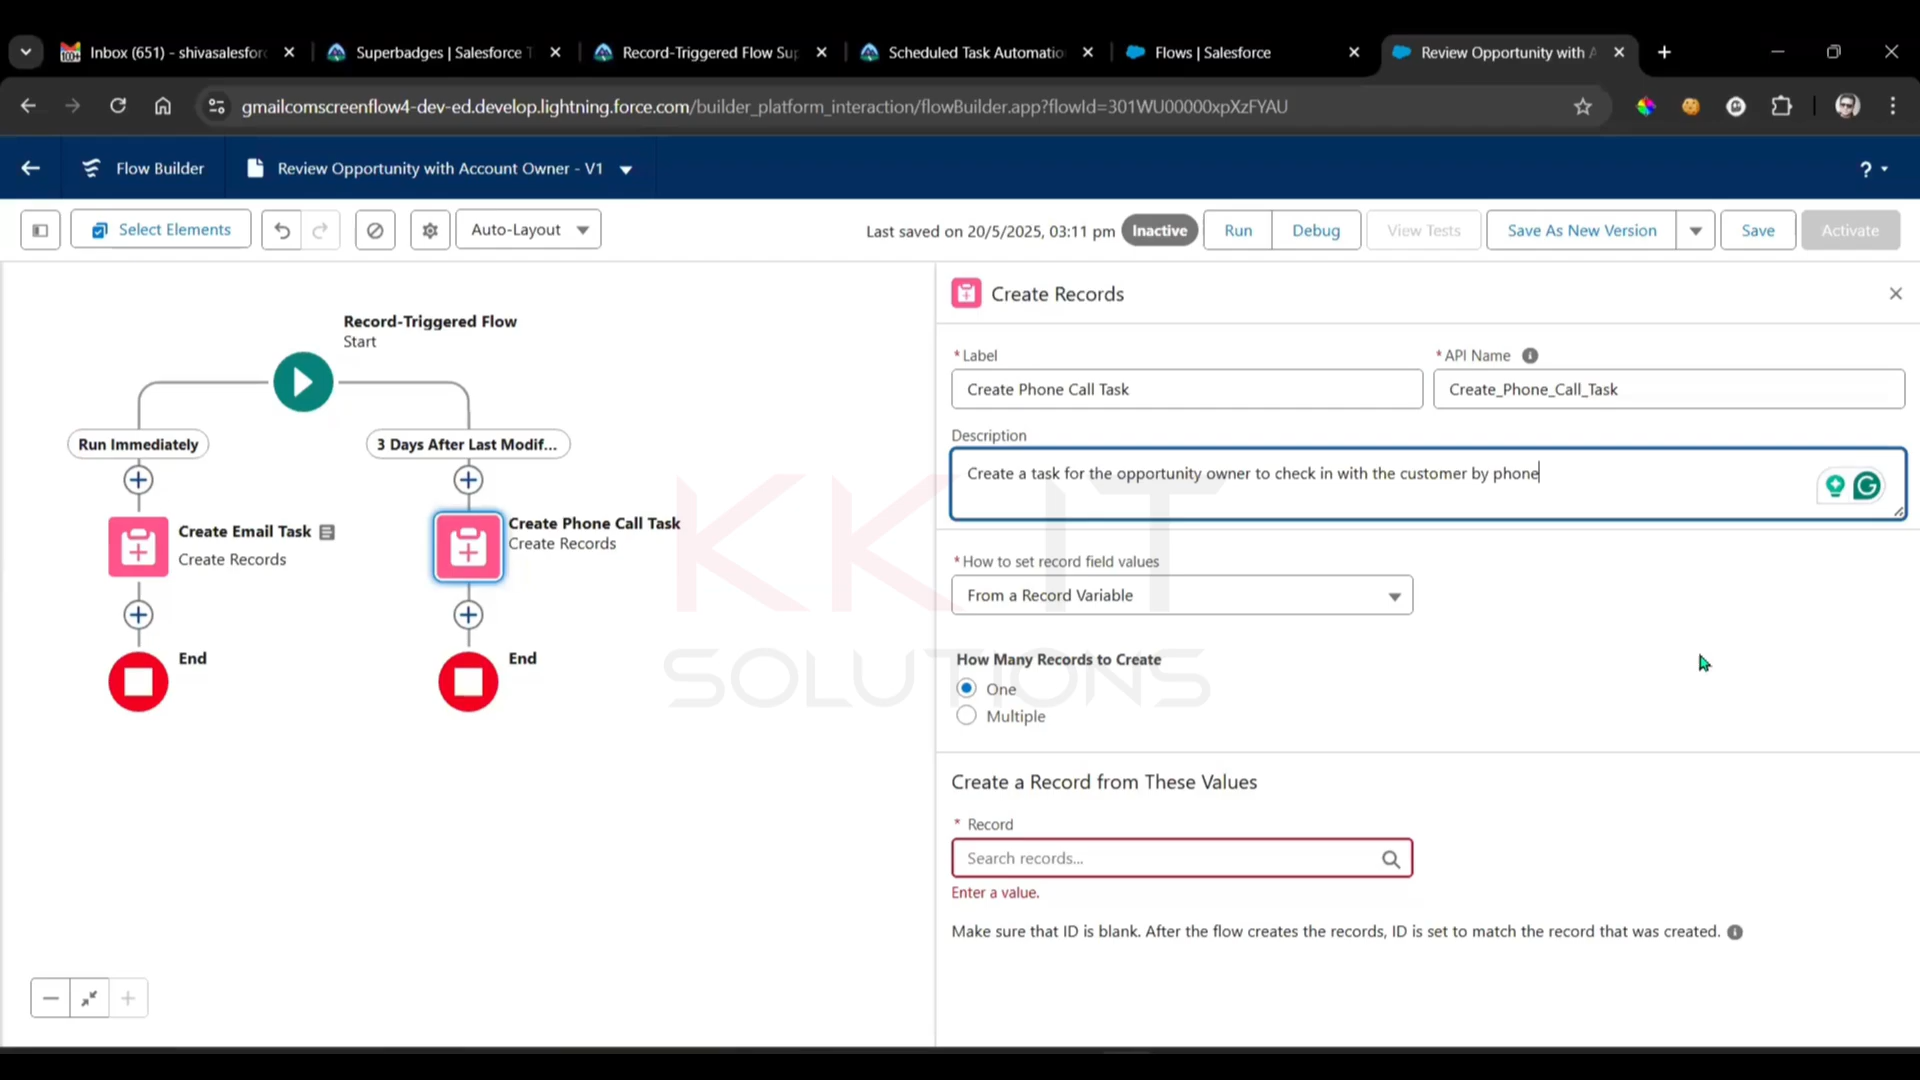 Inbox (651) - shivasalesforc
Superbadges | Salesforce T
Record-Triggered Flow Sup
Scheduled Task Automatio
Flows | Salesforce
Review Opportunity with A
gmailcomscreenflow4-dev-ed.develop.lightning.force.com/builder_platform_interaction/flowBuilder.app?flowId=301WU00000xpXzFYAU
Flow Builder
Review Opportunity with Account Owner - V1
?
Select Elements
Auto-Layout
Last saved on 20/5/2025, 03:11 pm
Inactive
Run
Debug
View Tests
Save As New Version
Save
Activate
Record-Triggered Flow
Start
Run Immediately
3 Days After Last Modif...
Create Email Task
Create Records
Create Phone Call Task
Create Records
End
End
Create Records
* Label
Create Phone Call Task
* API Name
Create_Phone_Call_Task
Description
Create a task for the opportunity owner to check in with the customer by phone
* How to set record field values
From a Record Variable
How Many Records to Create
One
Multiple
Create a Record from These Values
* Record
Search records...
Enter a value.
Make sure that ID is blank. After the flow creates the records, ID is set to match the record that was created.
KK IT
SOLUTIONS